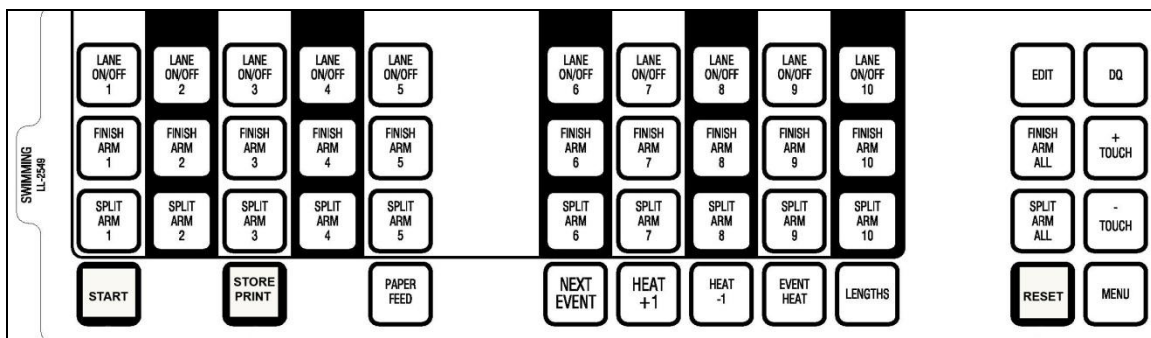 SWIMMING
LL-2549
LANE
ON/OFF
1
LANE
ON/OFF
2
LANE
ON/OFF
3
LANE
ON/OFF
4
LANE
ON/OFF
5
LANE
ON/OFF
6
LANE
ON/OFF
7
LANE
ON/OFF
8
LANE
ON/OFF
9
LANE
ON/OFF
10
EDIT
DQ
FINISH
ARM
1
FINISH
ARM
2
FINISH
ARM
3
FINISH
ARM
4
FINISH
ARM
5
FINISH
ARM
6
FINISH
ARM
7
FINISH
ARM
8
FINISH
ARM
9
FINISH
ARM
10
FINISH
ARM
ALL
+
TOUCH
SPLIT
ARM
1
SPLIT
ARM
2
SPLIT
ARM
3
SPLIT
ARM
4
SPLIT
ARM
5
SPLIT
ARM
6
SPLIT
ARM
7
SPLIT
ARM
8
SPLIT
ARM
9
SPLIT
ARM
10
SPLIT
ARM
ALL
-
TOUCH
START
STORE
PRINT
PAPER
FEED
NEXT
EVENT
HEAT
+1
HEAT
-1
EVENT
HEAT
LENGTHS
RESET
MENU